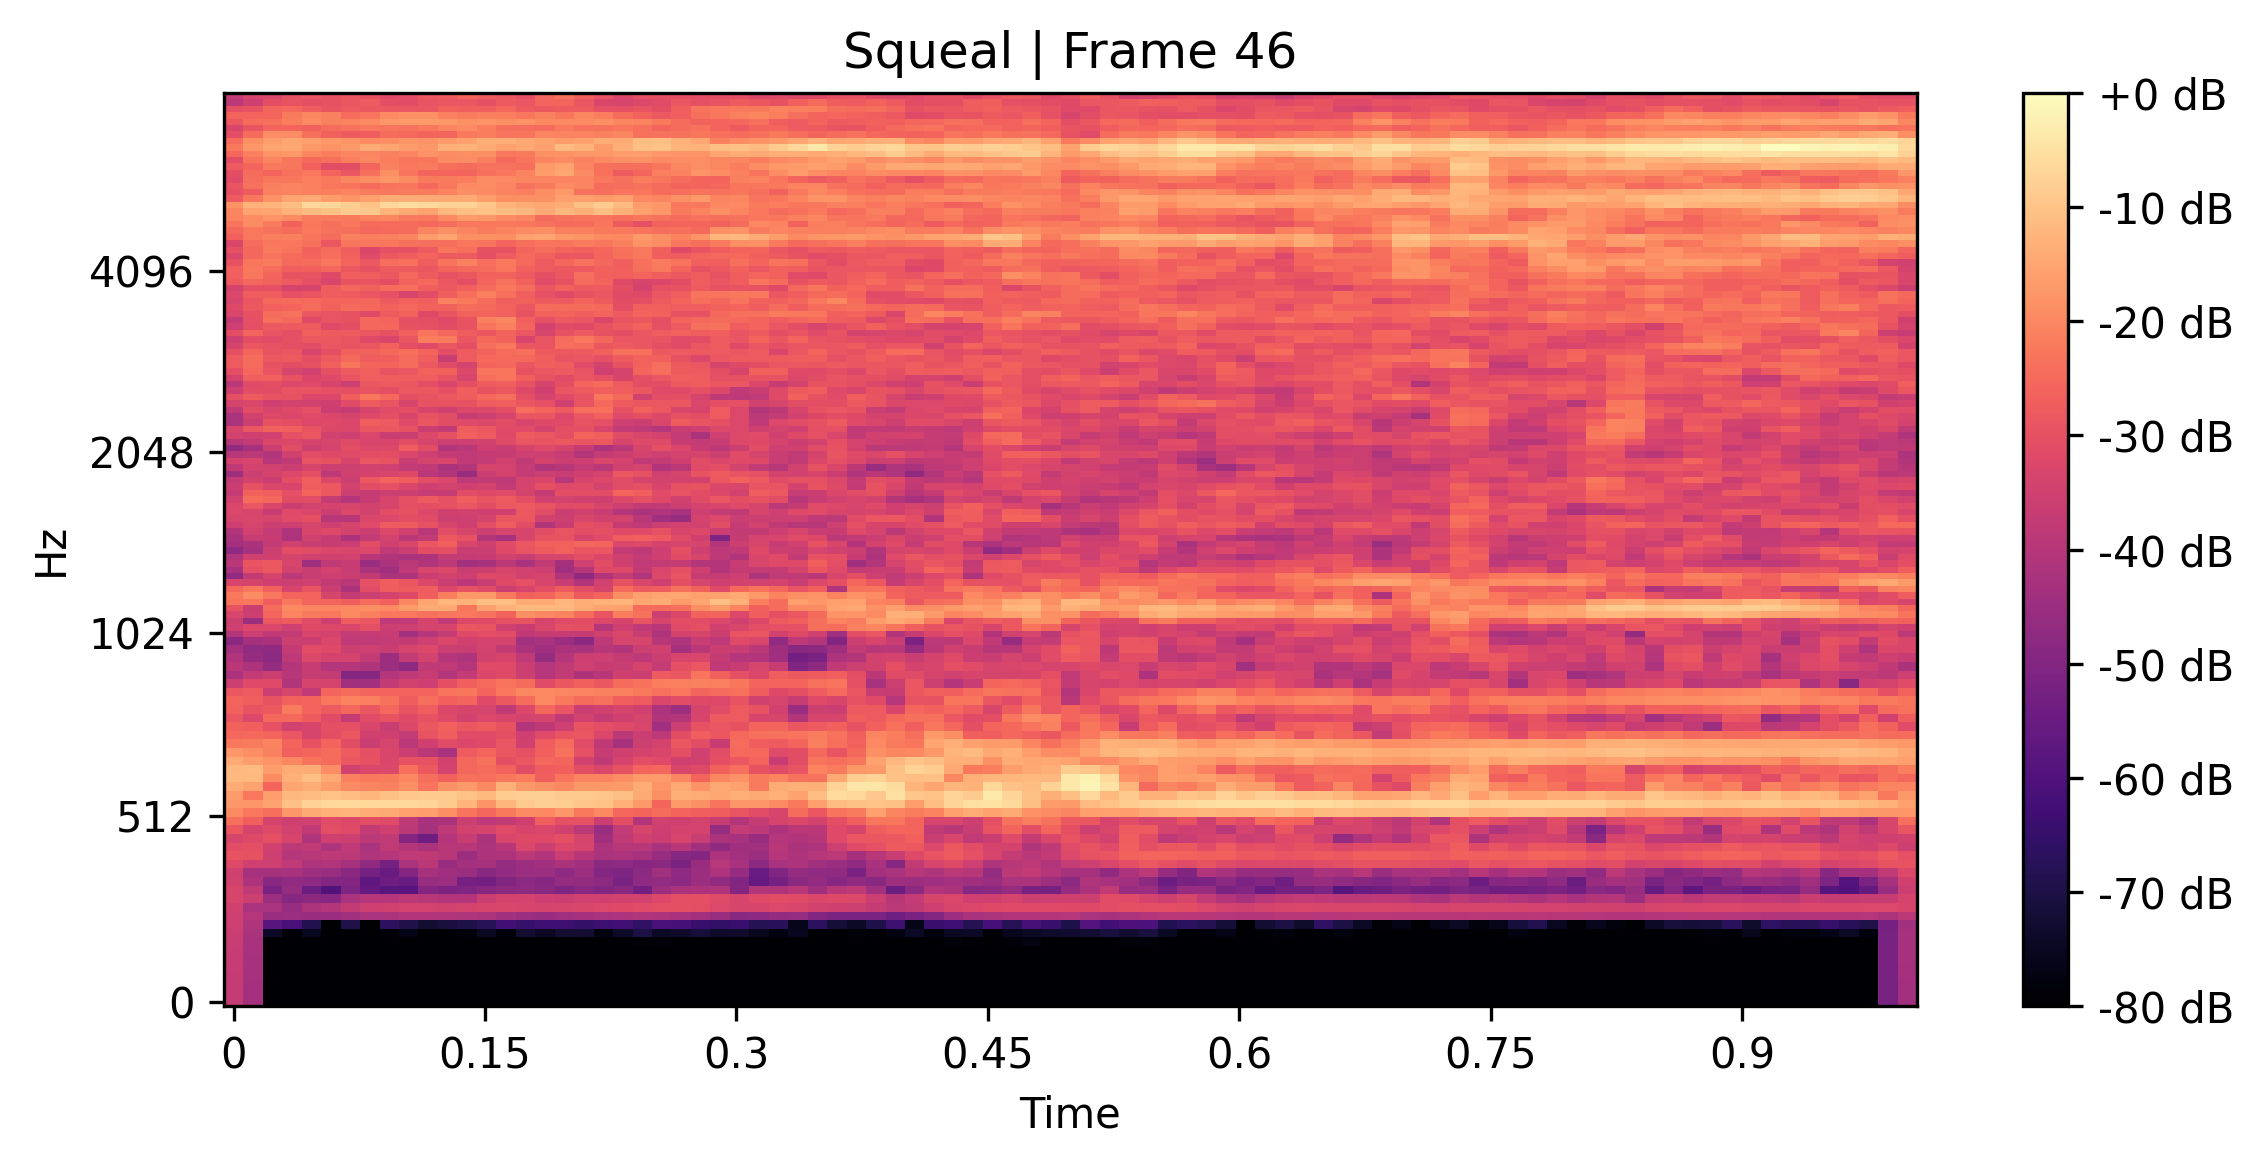 Squeal | Frame 46
Hz
4096
2048
1024
512
0
0 0.15 0.3 0.45 0.6 0.75 0.9
Time
+0 dB
-10 dB
-20 dB
-30 dB
-40 dB
-50 dB
-60 dB
-70 dB
-80 dB